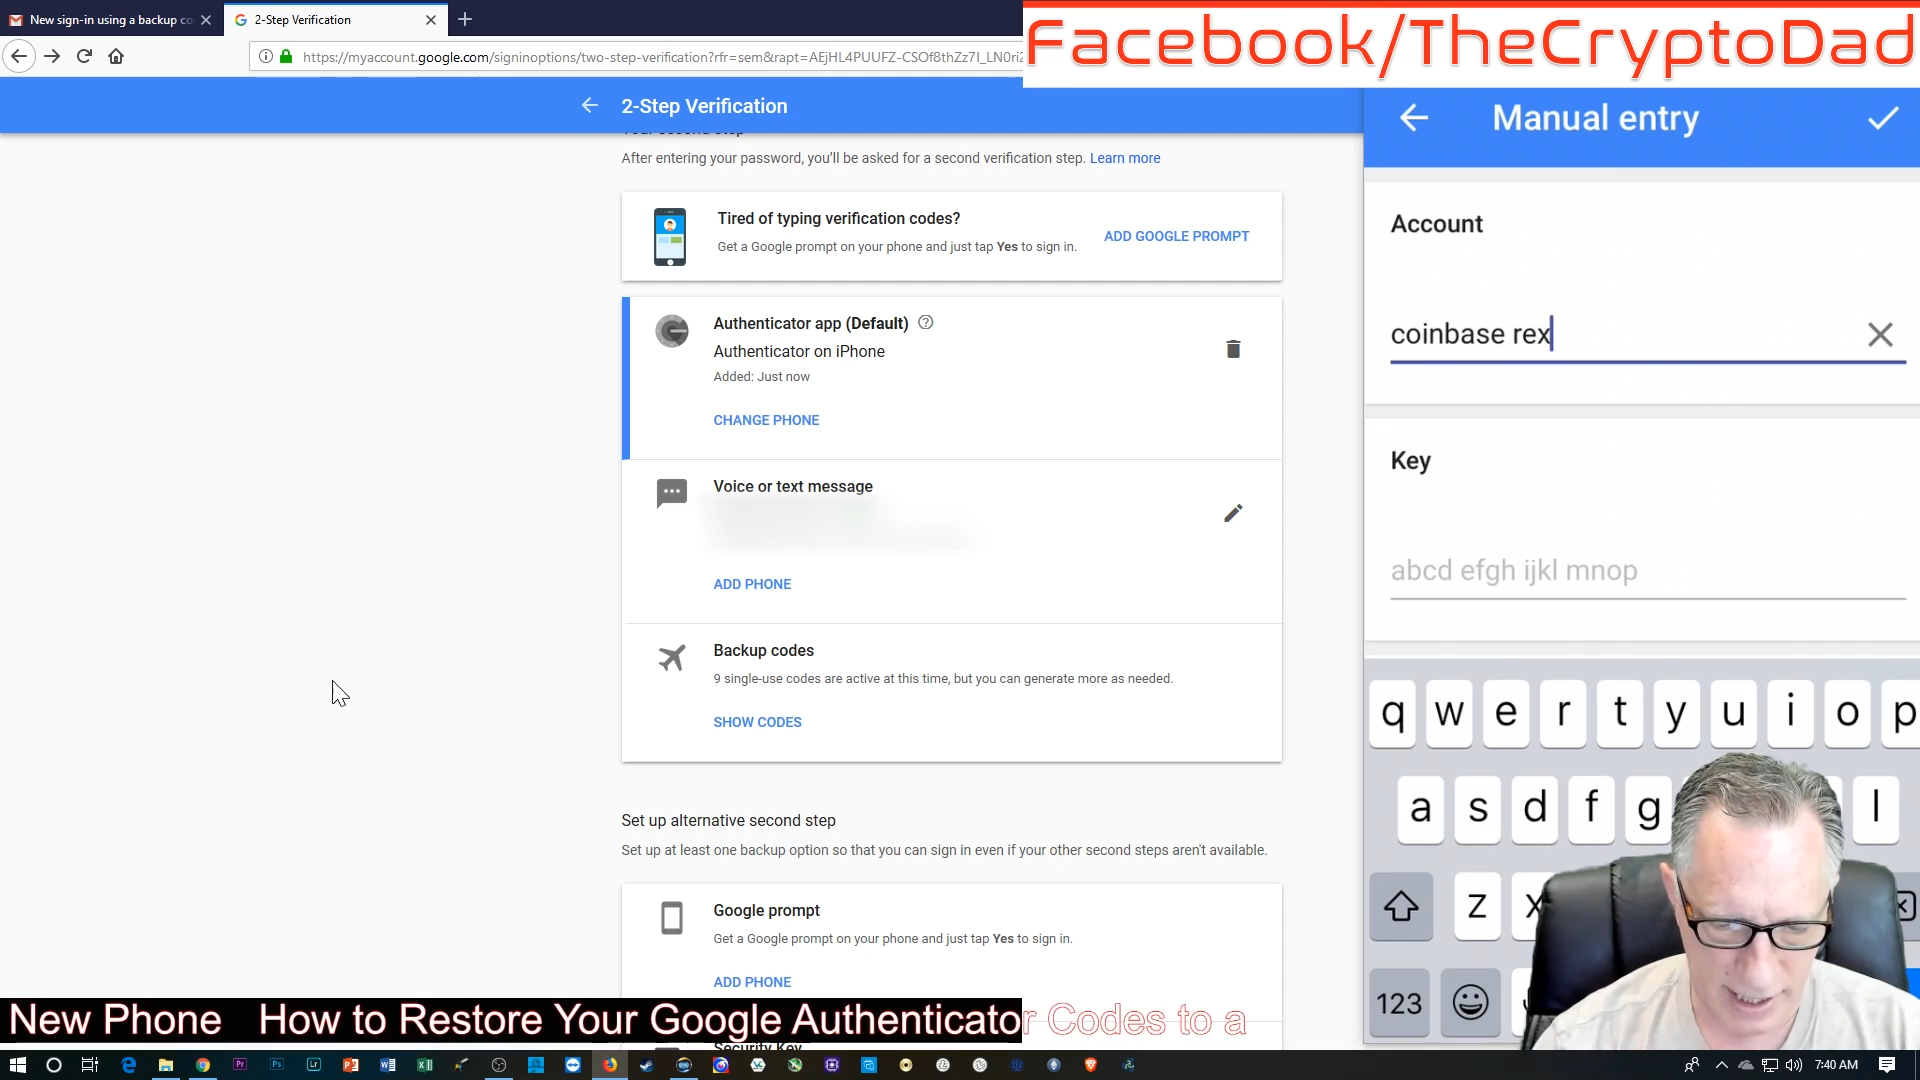 New sign-in using a backup co
2-Step Verification
https://myaccount.google.com/signinoptions/two-step-verification?rfr=sem&rapt=AEjHL4PUUFZ-CSOf8thZz7I_LN0ri2
Facebook/TheCryptoDad
2-Step Verification
Your second step
After entering your password, you'll be asked for a second verification step. Learn more
Tired of typing verification codes?
Get a Google prompt on your phone and just tap Yes to sign in.
ADD GOOGLE PROMPT
Authenticator app (Default)
Authenticator on iPhone
Added: Just now
CHANGE PHONE
Voice or text message
ADD PHONE
Backup codes
9 single-use codes are active at this time, but you can generate more as needed.
SHOW CODES
Set up alternative second step
Set up at least one backup option so that you can sign in even if your other second steps aren't available.
Google prompt
Get a Google prompt on your phone and just tap Yes to sign in.
ADD PHONE
Security Key
Manual entry
Account
coinbase rex
Key
abcd efgh ijkl mnop
q w e r t y u i o p
a s d f g l
z x
123
New Phone How to Restore Your Google Authenticator Codes to a
7:40 AM